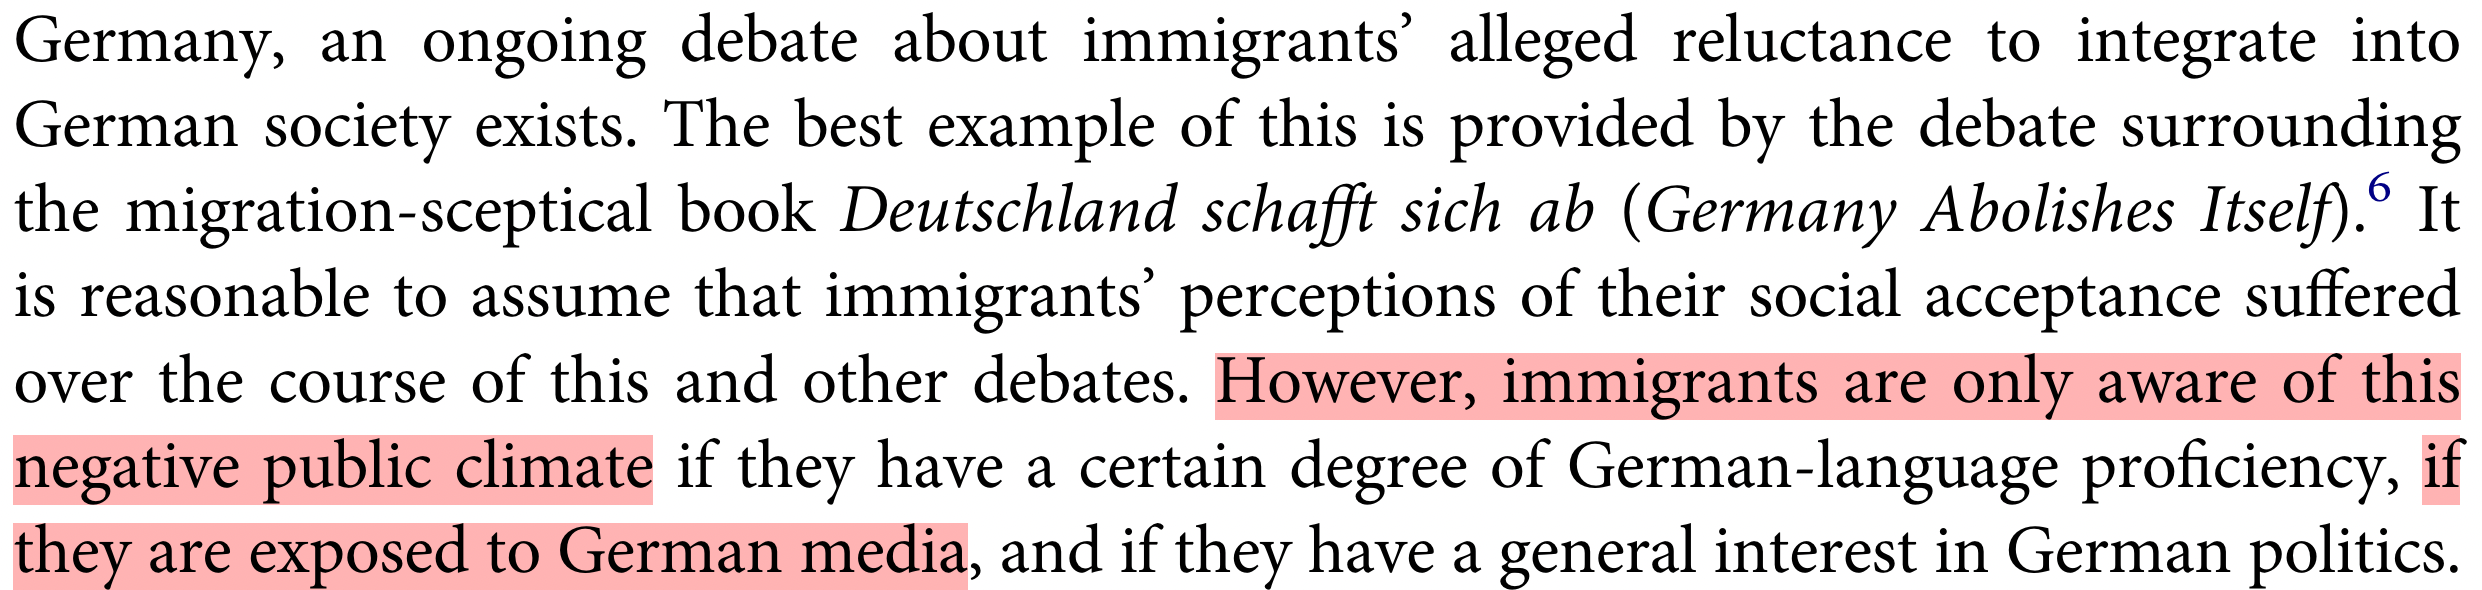 Germany, an ongoing debate about immigrants’ alleged reluctance to integrate into
German society exists. The best example of this is provided by the debate surrounding
the migration-sceptical book Deutschland schafft sich ab (Germany Abolishes Itself).6 It
is reasonable to assume that immigrants’ perceptions of their social acceptance suffered
over the course of this and other debates. However, immigrants are only aware of this
negative public climate if they have a certain degree of German-language proficiency, if
they are exposed to German media, and if they have a general interest in German politics.